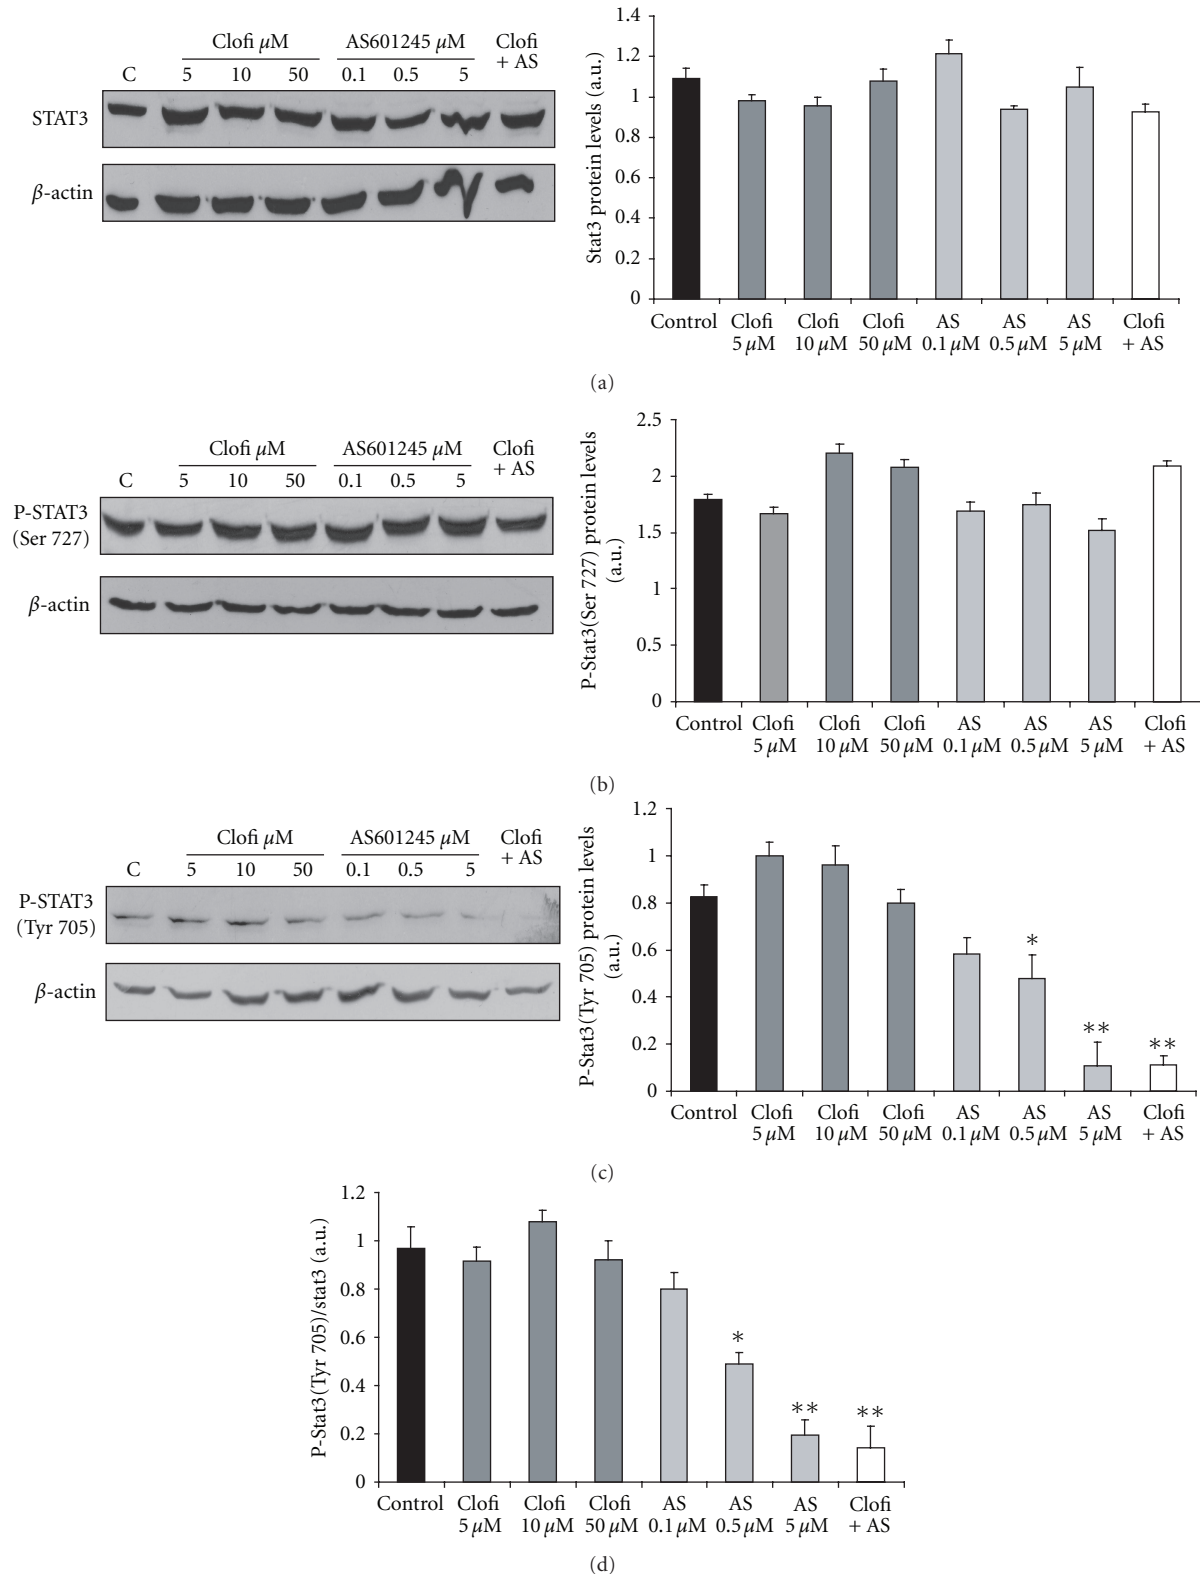 Clofi μM AS601245 μM Clofi
+ AS
C 5 10 50 0.1 0.5 5
STAT3
β-actin
Stat3 protein levels (a.u.)
1.4
1.2
1
0.8
0.6
0.4
0.2
0
Control Clofi Clofi Clofi AS AS AS Clofi
5 μM 10 μM 50 μM 0.1 μM 0.5 μM 5 μM + AS
(a)
Clofi μM AS601245 μM Clofi
+ AS
C 5 10 50 0.1 0.5 5
P-STAT3
(Ser 727)
β-actin
P-Stat3(Ser 727) protein levels
(a.u.)
2.5
2
1.5
1
0.5
0
Control Clofi Clofi Clofi AS AS AS Clofi
5 μM 10 μM 50 μM 0.1 μM 0.5 μM 5 μM + AS
(b)
Clofi μM AS601245 μM Clofi
+ AS
C 5 10 50 0.1 0.5 5
P-STAT3
(Tyr 705)
β-actin
P-Stat3(Tyr 705) protein levels
(a.u.)
1.2
1
0.8
0.6
0.4
0.2
0
*
**
**
Control Clofi Clofi Clofi AS AS AS Clofi
5 μM 10 μM 50 μM 0.1 μM 0.5 μM 5 μM + AS
(c)
P-Stat3(Tyr 705)/stat3 (a.u.)
1.2
1
0.8
0.6
0.4
0.2
0
*
**
**
Control Clofi Clofi Clofi AS AS AS Clofi
5 μM 10 μM 50 μM 0.1 μM 0.5 μM 5 μM + AS
(d)